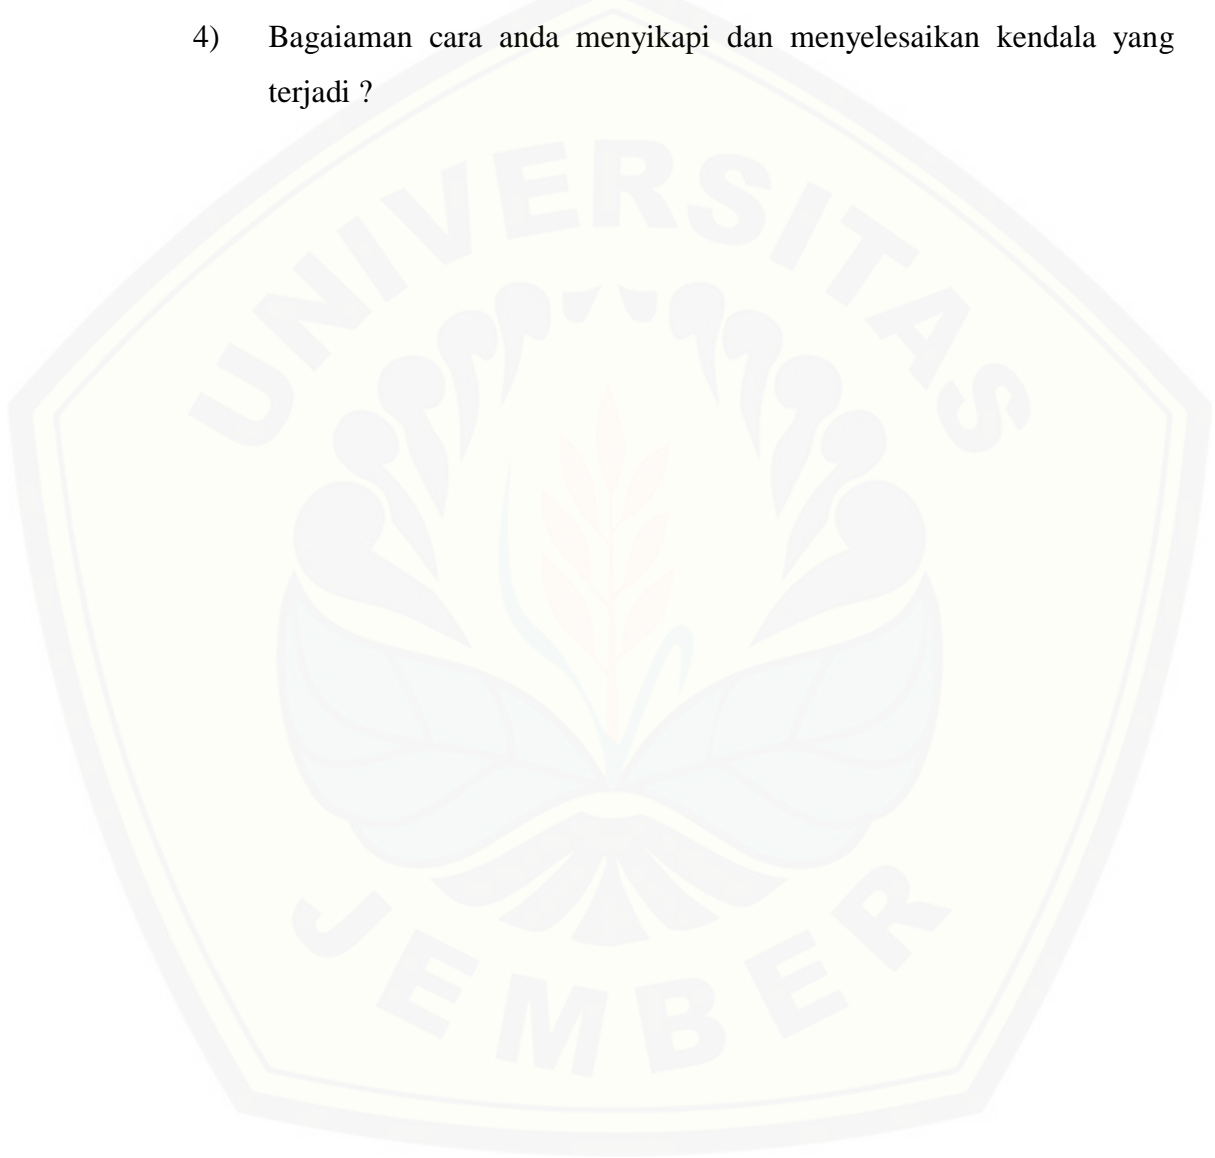 4) Bagaiaman cara anda menyikapi dan menyelesaikan kendala yang
terjadi ?
UNIVERSITAS
JEMBER